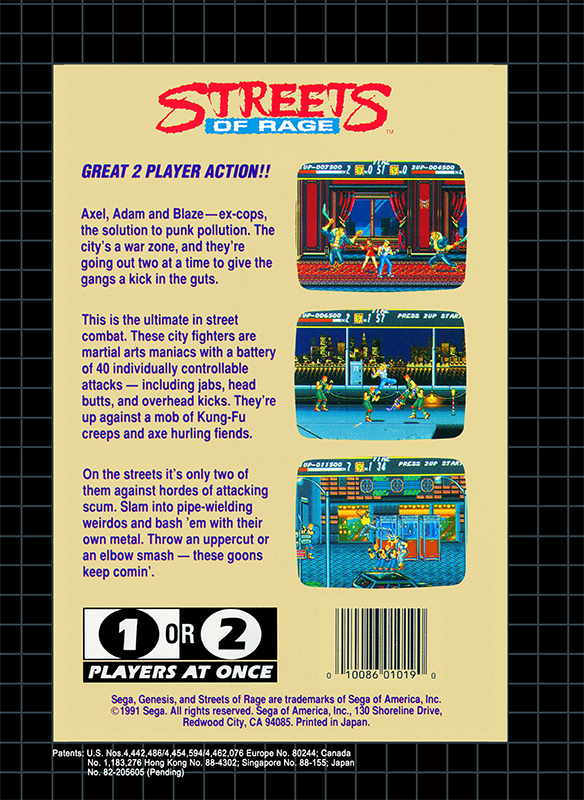 STREETS
OF RAGE
TM
GREAT 2 PLAYER ACTION!!
Axel, Adam and Blaze — ex-cops,
the solution to punk pollution. The
city's a war zone, and they're
going out two at a time to give the
gangs a kick in the guts.
This is the ultimate in street
combat. These city fighters are
martial arts maniacs with a battery
of 40 individually controllable
attacks — including jabs, head
butts, and overhead kicks. They're
up against a mob of Kung-Fu
creeps and axe hurling fiends.
On the streets it's only two of
them against hordes of attacking
scum. Slam into pipe-wielding
weirdos and bash 'em with their
own metal. Throw an uppercut or
an elbow smash — these goons
keep comin'.
1 OR 2
PLAYERS AT ONCE
0 10086 01019 0
Sega, Genesis, and Streets of Rage are trademarks of Sega of America, Inc.
©1991 Sega. All rights reserved. Sega of America, Inc., 130 Shoreline Drive,
Redwood City, CA 94085. Printed in Japan.
Patents: U.S. Nos.4,442,486/4,454,594/4,462,076 Europe No. 80244; Canada
No. 1,183,276 Hong Kong No. 88-4302; Singapore No. 88-155; Japan
No. 82-205605 (Pending)